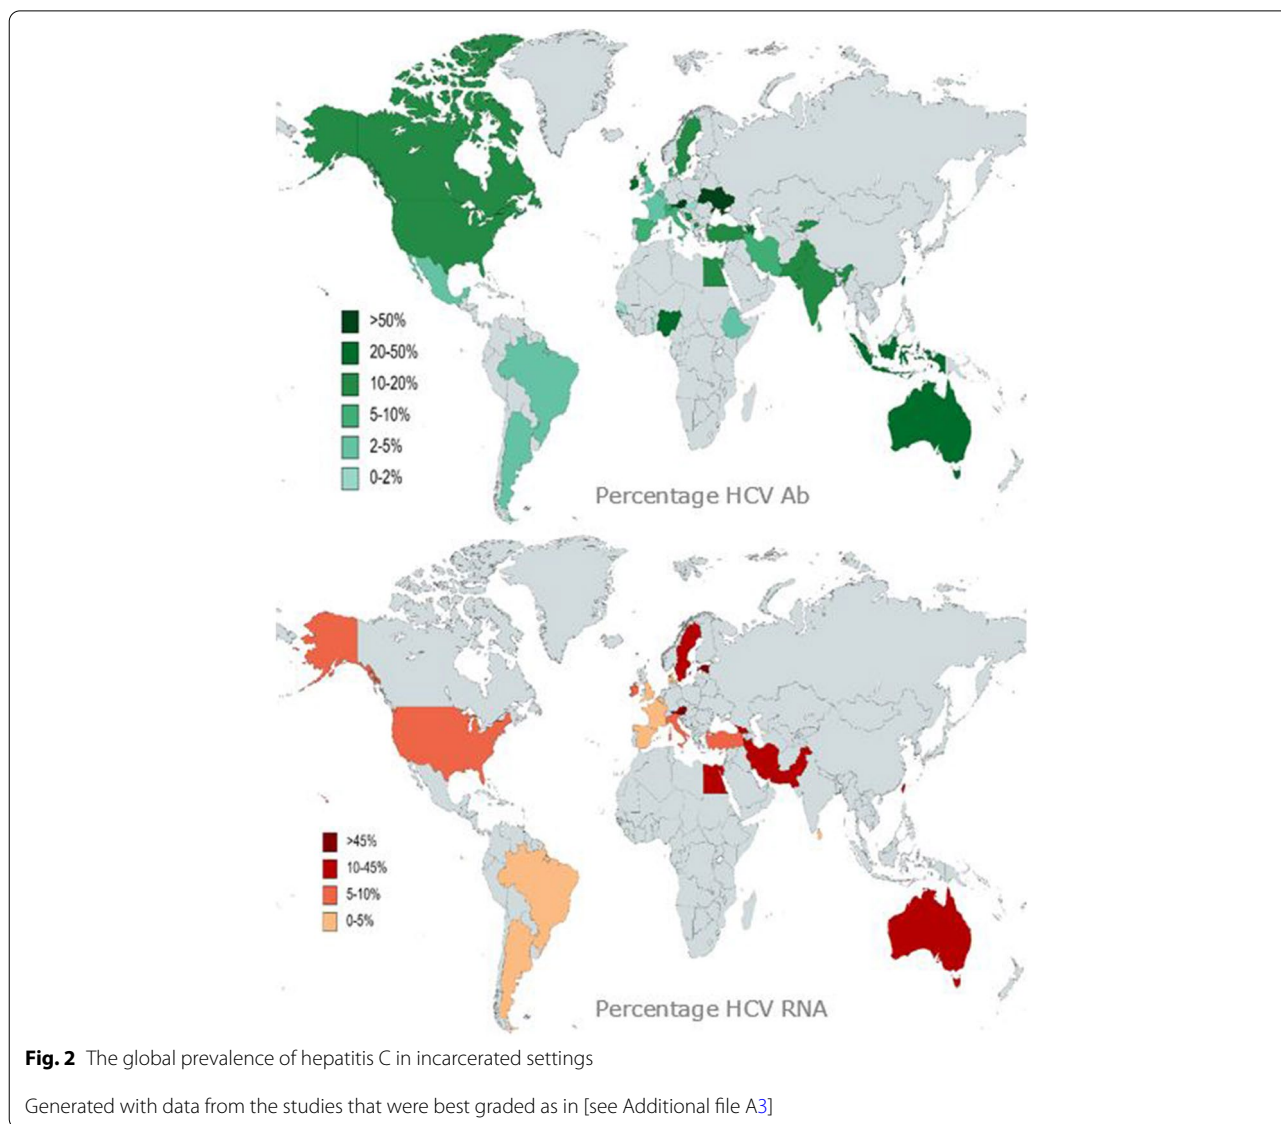 >50%
20-50%
10-20%
5-10%
2-5%
0-2%
Percentage HCV Ab
>45%
10-45%
5-10%
0-5%
Percentage HCV RNA
Fig. 2 The global prevalence of hepatitis C in incarcerated settings
Generated with data from the studies that were best graded as in [see Additional file A3]